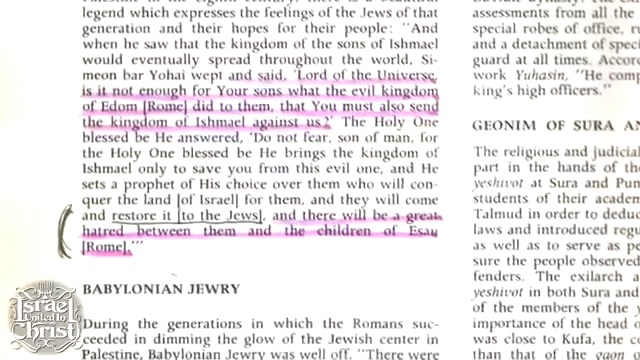 Palestine in the eighth century, there is a beautiful
legend which expresses the feelings of the Jews of that
generation and their hopes for their people: "And
when he saw that the kingdom of the sons of Ishmael
would eventually spread throughout the world, Si-
meon bar Yohai wept and said, 'Lord of the Universe,
is it not enough for Your sons what the evil kingdom
of Edom [Rome] did to them, that You must also send
the kingdom of Ishmael against us?' The Holy One
blessed be He answered, 'Do not fear, son of man, for
the Holy One blessed be He brings the kingdom of
Ishmael only to save you from this evil one, and He
sets a prophet of His choice over them who will con-
quer the land [of Israel] for them, and they will come
and restore it [to the Jews], and there will be a great
hatred between them and the children of Esau
[Rome].'"
BABYLONIAN JEWRY
During the generations in which the Romans suc-
ceeded in dimming the glow of the Jewish center in
Palestine, Babylonian Jewry was well off. "There were
assessments from all the
special robes of office, ru
and a detachment of speci
guard at all times. Accor
work Yuhasin, "He com
king's high officers."
GEONIM OF SURA AN
The religious and judicial
part in the hands of the
yeshivot at Sura and Pum
students of their academ
Talmud in order to deduc
laws and introduced regu
as well as to serve as pe
sure the people observed
fenders. The exilarch a
yeshivot in both Sura and
of the members of the y
importance of the head o
was close to Kufa, the c
than that of the gaon
Israel
United in
Christ